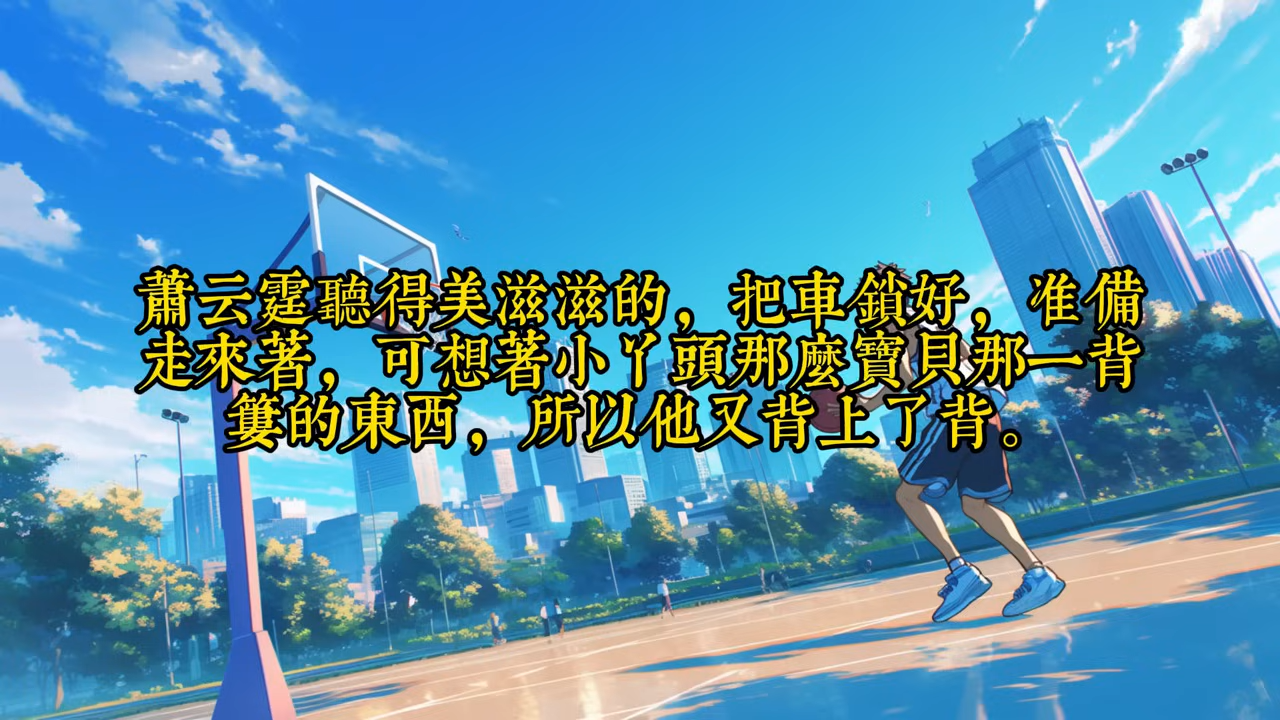 蕭云霆聽得美滋滋的，把車鎖好，准備
走來著，可想著小丫頭那麼寶貝那一背
簍的東西，所以他又背上了背。